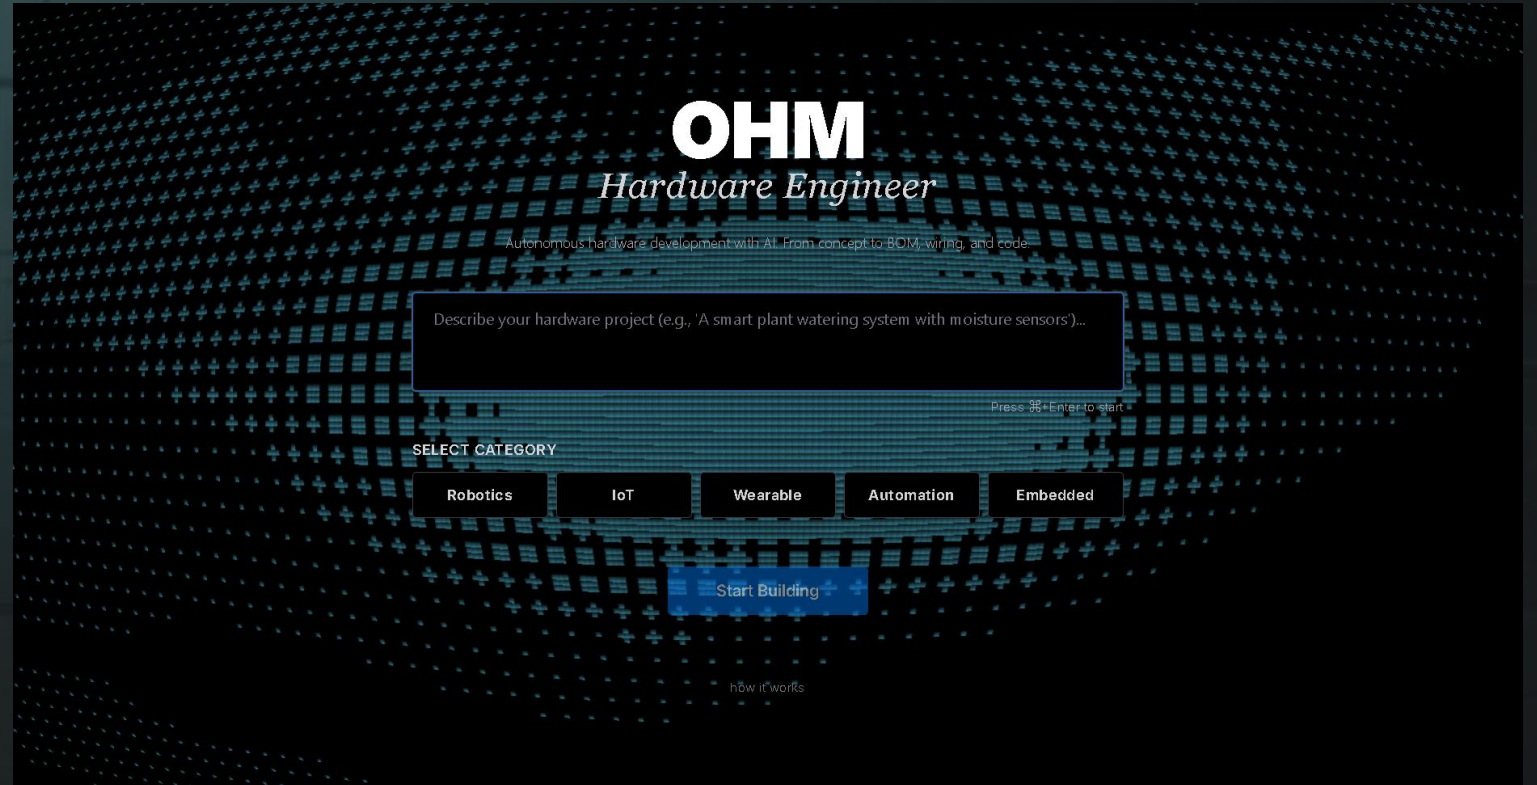 OHM
Hardware Engineer
Autonomous hardware development with AI. From concept to BOM, wiring, and code.
Describe your hardware project (e.g., 'A smart plant watering system with moisture sensors')...
Press ⌘+Enter to start
SELECT CATEGORY
Robotics IoT Wearable Automation Embedded
Start Building
how it works